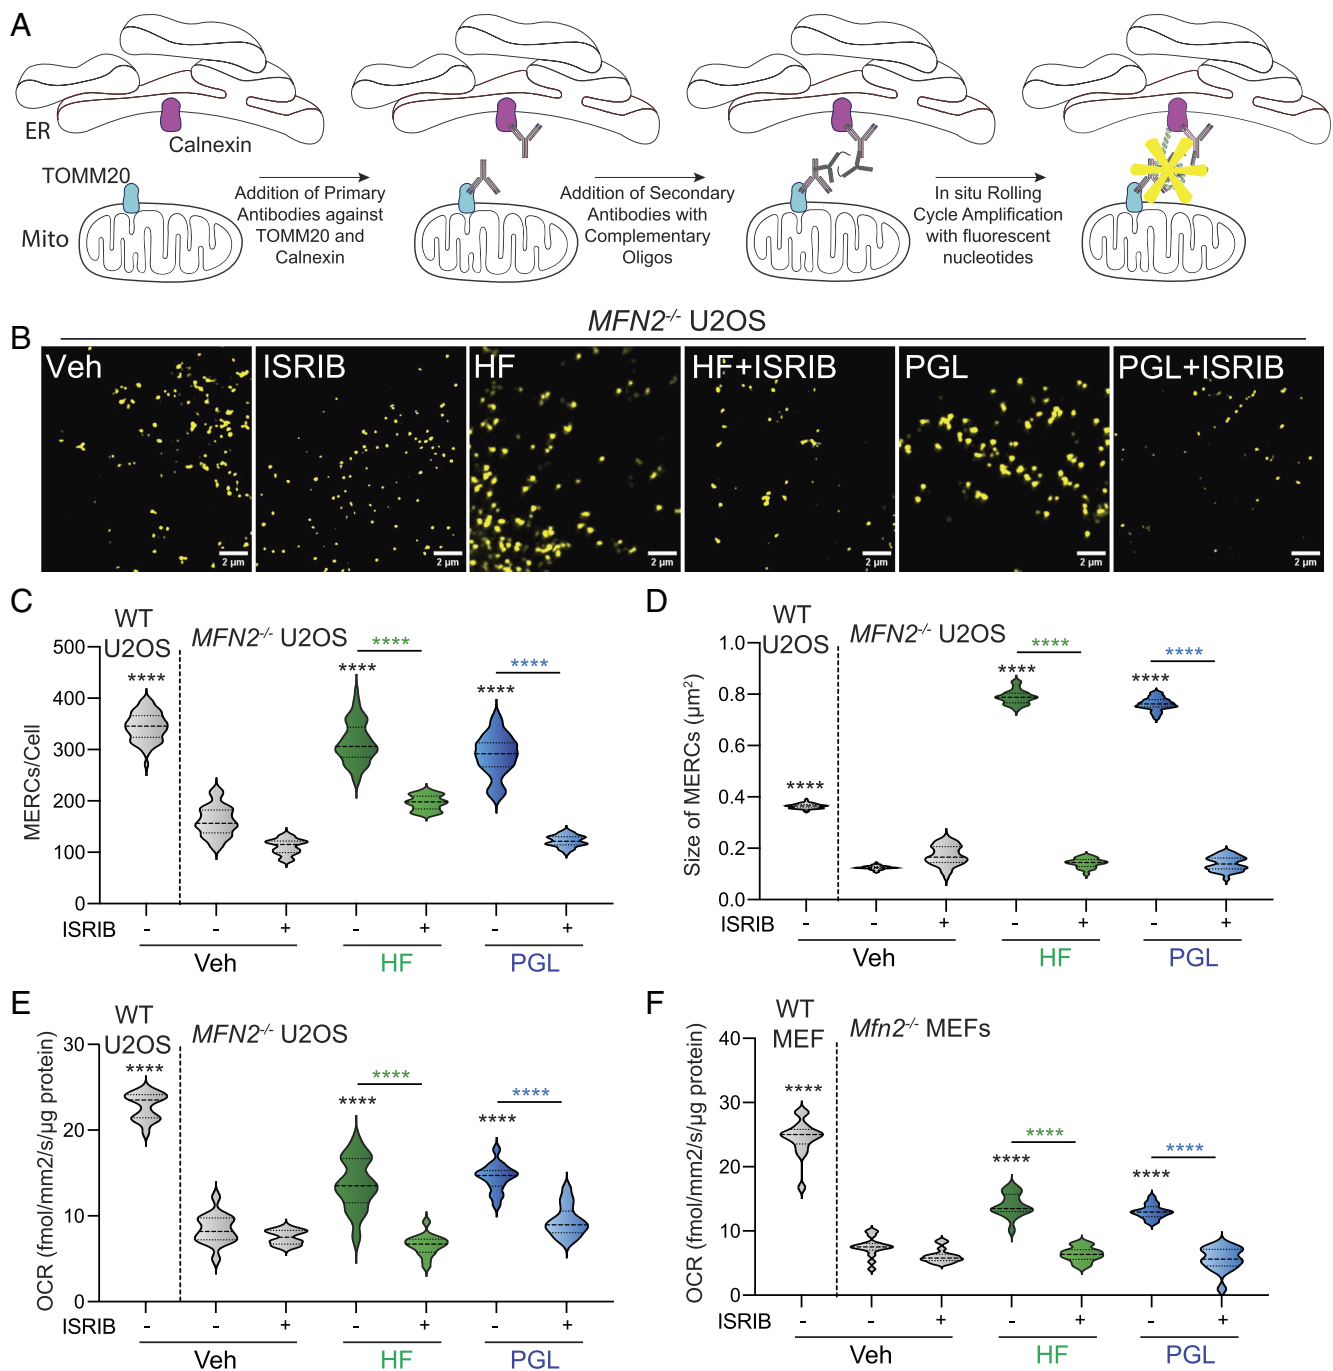 A
ER
Calnexin
TOMM20
Mito
Addition of Primary
Antibodies against
TOMM20 and
Calnexin
Addition of Secondary
Antibodies with
Complementary
Oligos
In situ Rolling
Cycle Amplification
with fluorescent
nucleotides
B
MFN2-/- U2OS
Veh
ISRIB
HF
HF+ISRIB
PGL
PGL+ISRIB
2 µm
2 µm
2 µm
2 µm
2 µm
2 µm
C
WT
U2OS
MFN2-/- U2OS
MERCs/Cell
500
400
300
200
100
0
****
****
****
****
****
ISRIB
- - + - + - +
Veh
HF
PGL
D
WT
U2OS
MFN2-/- U2OS
Size of MERCs (µm2)
1.0
0.8
0.6
0.4
0.2
0.0
****
****
****
****
****
ISRIB
- - + - + - +
Veh
HF
PGL
E
WT
U2OS
MFN2-/- U2OS
OCR (fmol/mm2/s/µg protein)
30
20
10
0
****
****
****
****
****
ISRIB
- - + - + - +
Veh
HF
PGL
F
WT
MEF
Mfn2-/- MEFs
OCR (fmol/mm2/s/µg protein)
40
30
20
10
0
****
****
****
****
****
ISRIB
- - + - + - +
Veh
HF
PGL